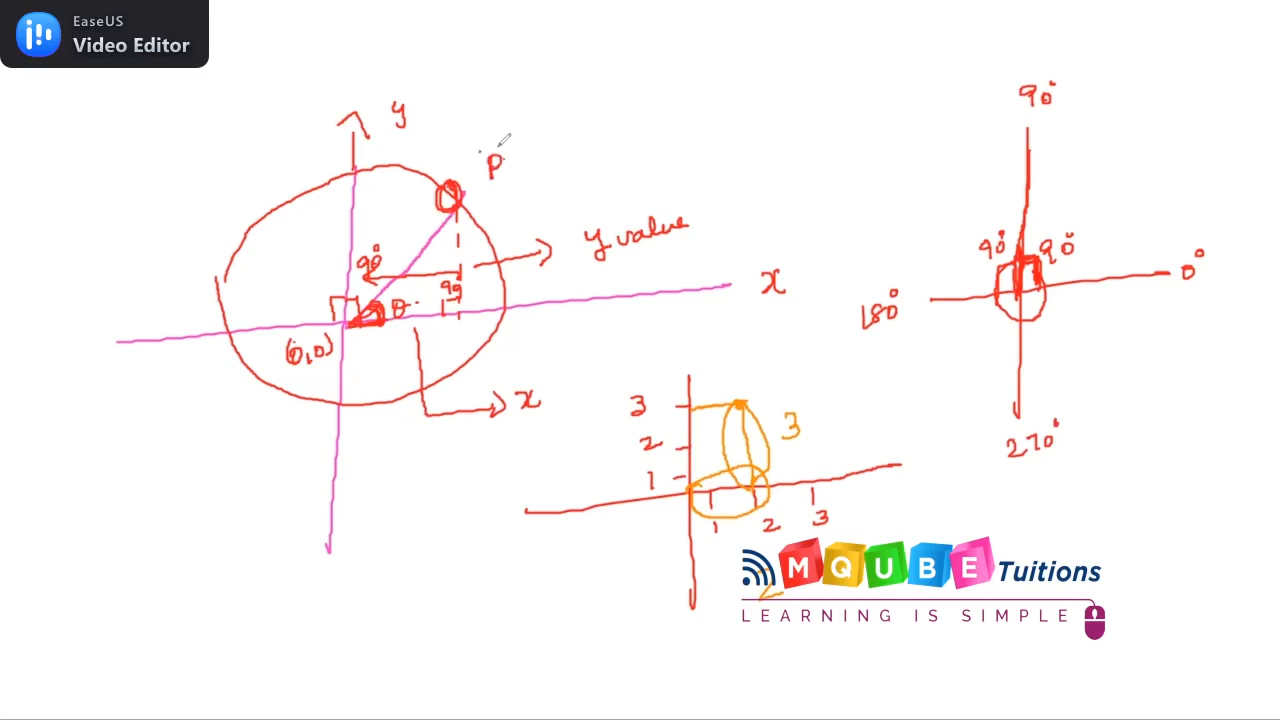 EaseUS
Video Editor
y
P
y value
90°
90
θ
x
(0,0)
x
90°
90°
90°
0°
180°
270°
3
2
1
3
1
2
3
2
MQUBE Tuitions
LEARNING IS SIMPLE